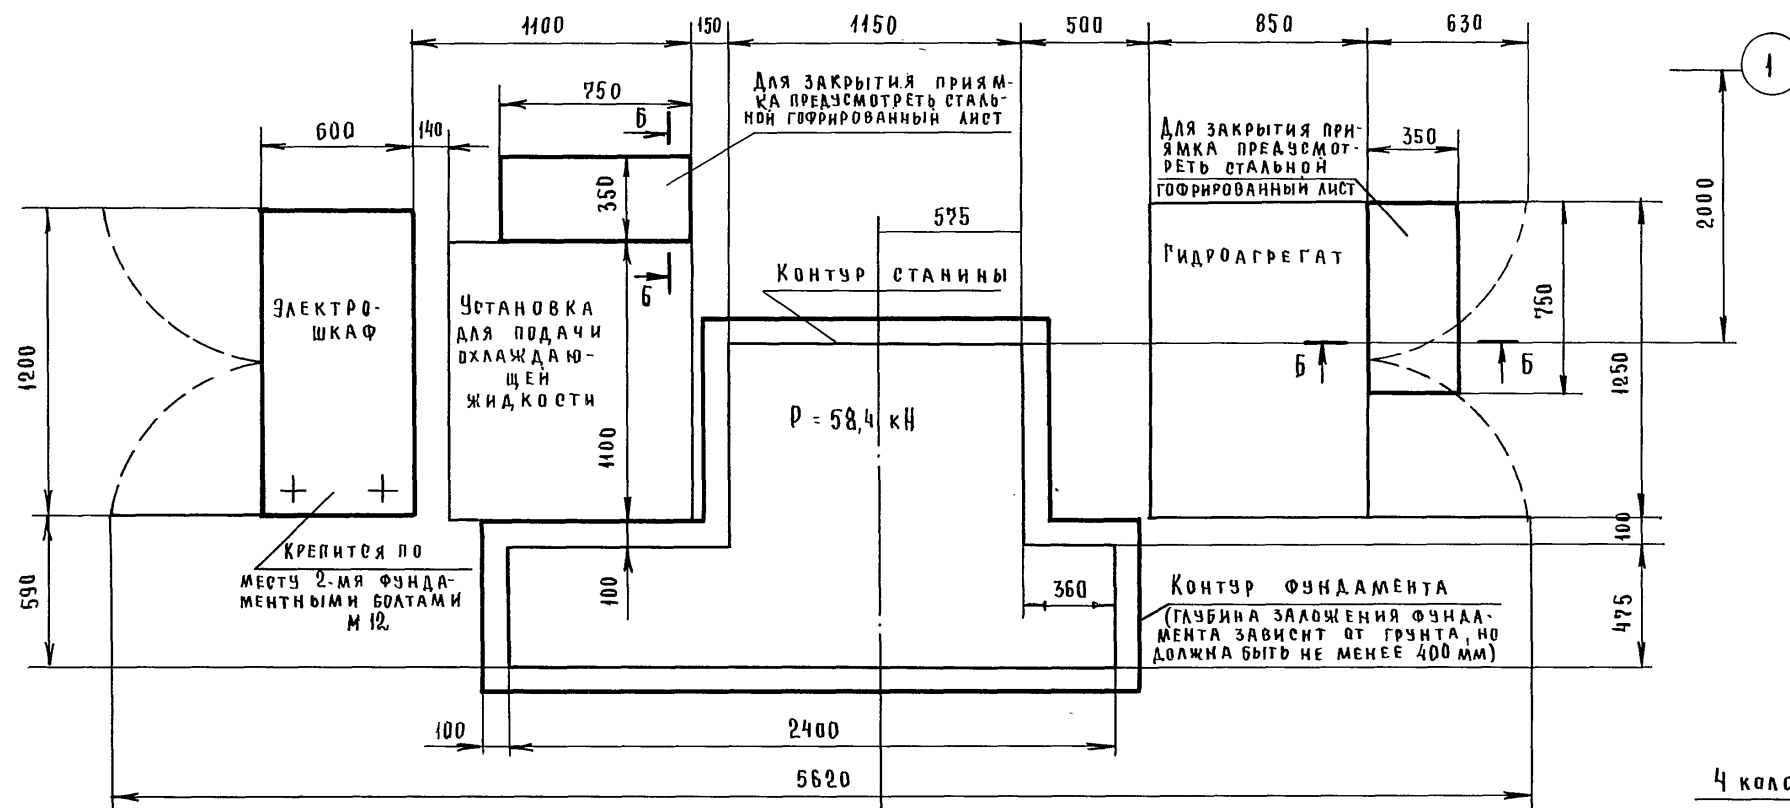 1100
150
1150
500
850
630
1
750
Для закрытия приям-
ка предусмотреть сталь-
ной гофрированный лист
Б
600
140
350
Для закрытия при-
ямка предусмот-
реть стальной
гофрированный лист
350
2000
575
Контур станины
Гидроагрегат
Б
Электро-
шкаф
Установка
для подачи
охлаждаю-
щей
жидкости
750
1200
Б
Б
1250
P = 58,4 кН
1100
Крепится по
месту 2-мя фунда-
ментными болтами
М 12
100
100
590
360
Контур фундамента
(глубина заложения фунда-
мента зависит от грунта, но
должна быть не менее 400 мм)
475
100
2400
5620
4 кол